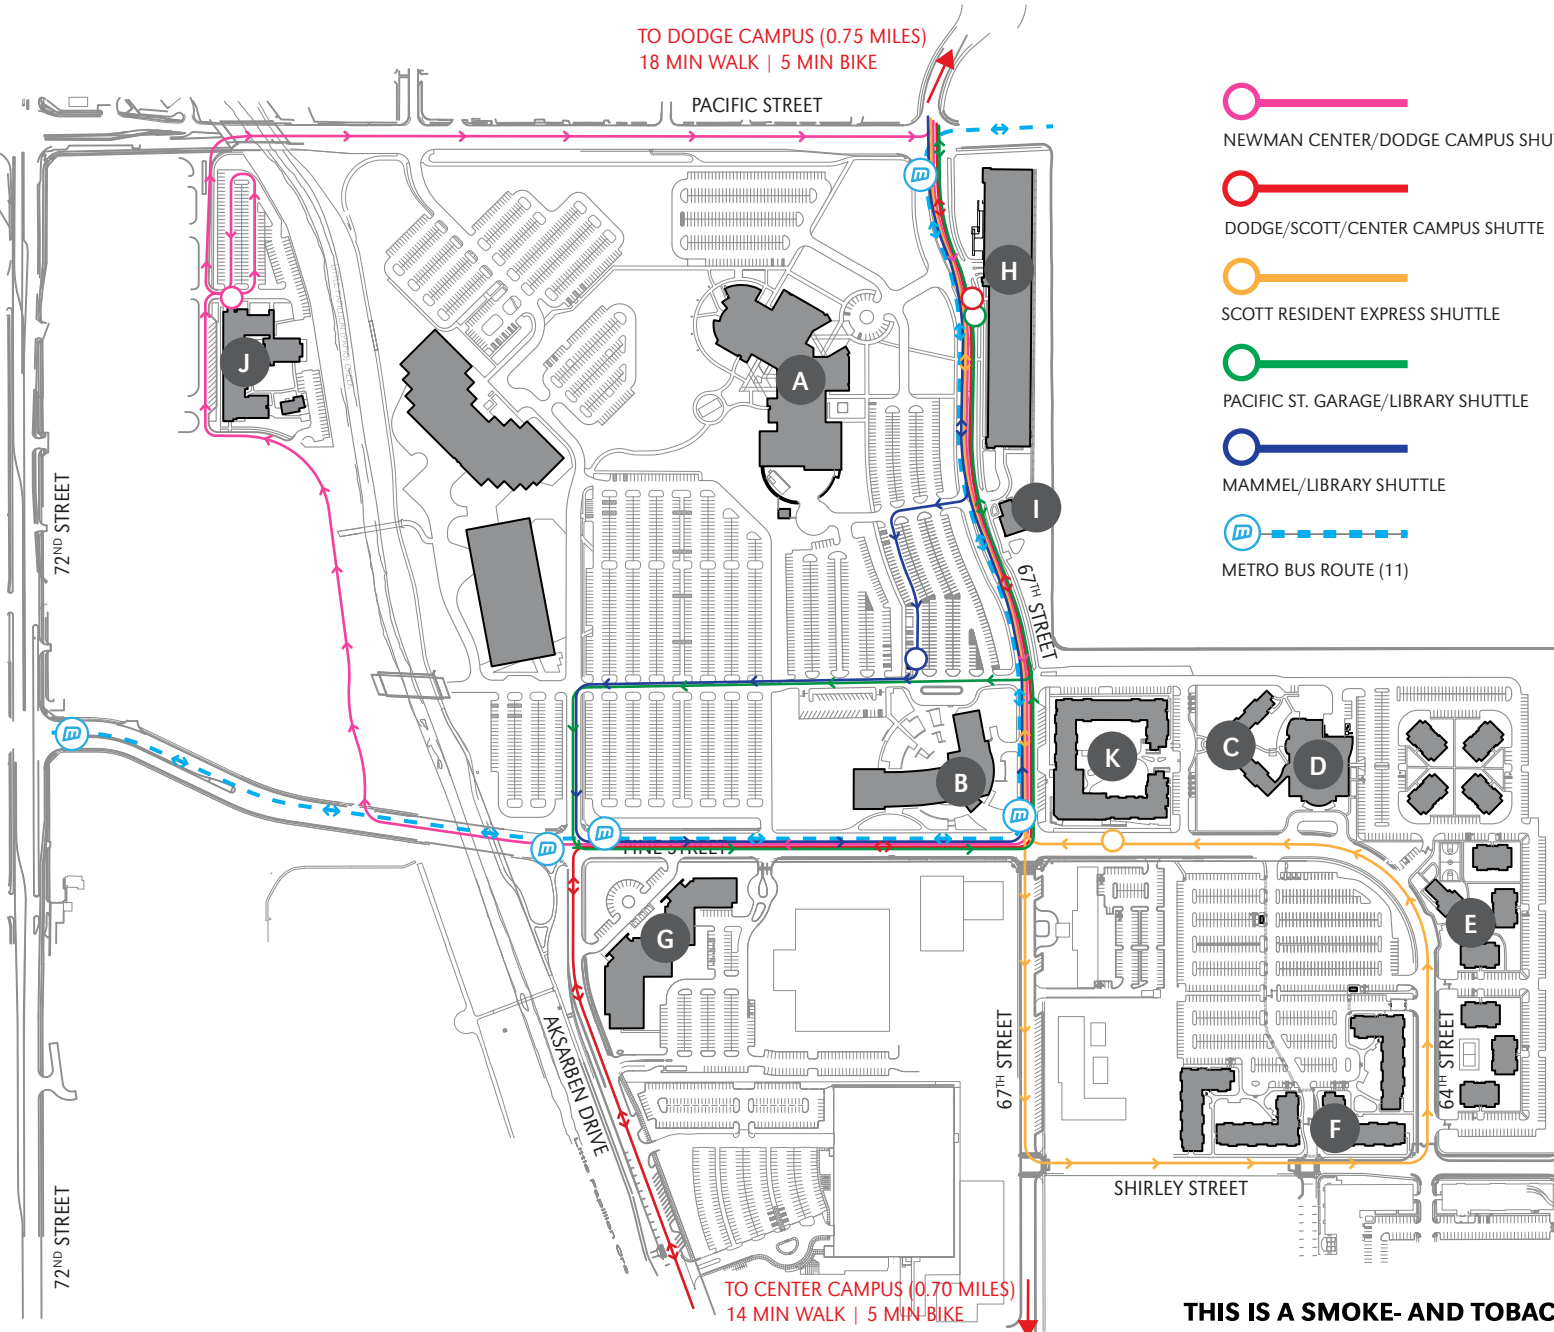 TO DODGE CAMPUS (0.75 MILES)
18 MIN WALK | 5 MIN BIKE
PACIFIC STREET
NEWMAN CENTER/DODGE CAMPUS SHU
DODGE/SCOTT/CENTER CAMPUS SHUTTE
SCOTT RESIDENT EXPRESS SHUTTLE
PACIFIC ST. GARAGE/LIBRARY SHUTTLE
MAMMEL/LIBRARY SHUTTLE
METRO BUS ROUTE (11)
H
J
A
I
72ND STREET
67TH STREET
K
C
D
B
PINE STREET
G
E
AKSARBEN DRIVE
67TH STREET
64TH STREET
F
SHIRLEY STREET
72ND STREET
TO CENTER CAMPUS (0.70 MILES)
14 MIN WALK | 5 MIN BIKE
THIS IS A SMOKE- AND TOBAC